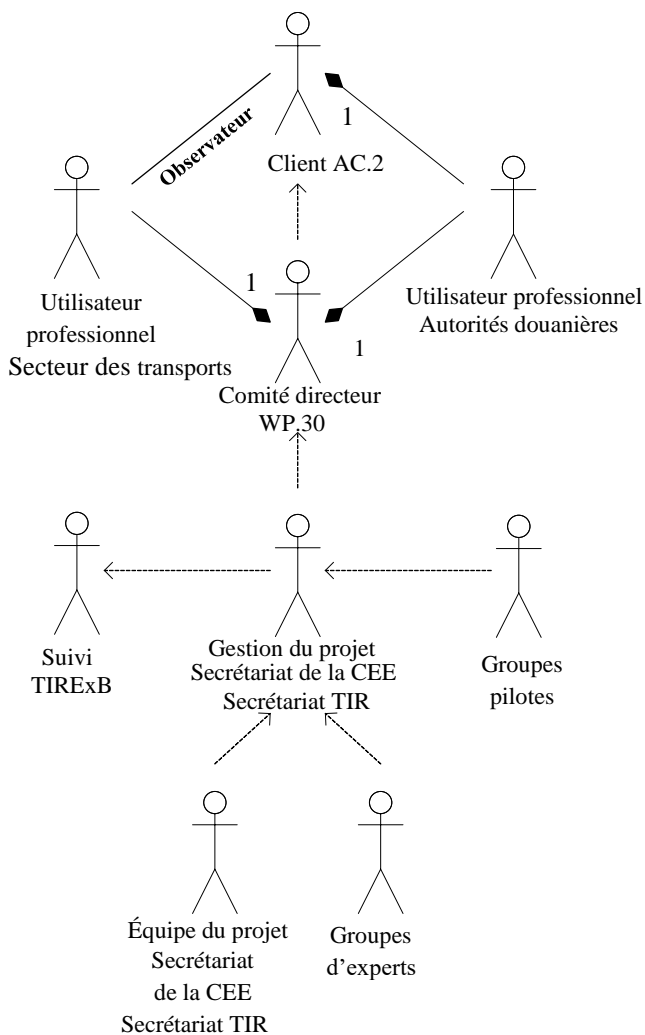 Observateur
1
Client AC.2
Utilisateur
professionnel
Secteur des transports
1
Utilisateur professionnel
Autorités douanières
1
Comité directeur
WP.30
Suivi
TIRExB
Gestion du projet
Secrétariat de la CEE
Secrétariat TIR
Groupes
pilotes
Équipe du projet
Secrétariat
de la CEE
Secrétariat TIR
Groupes
d'experts